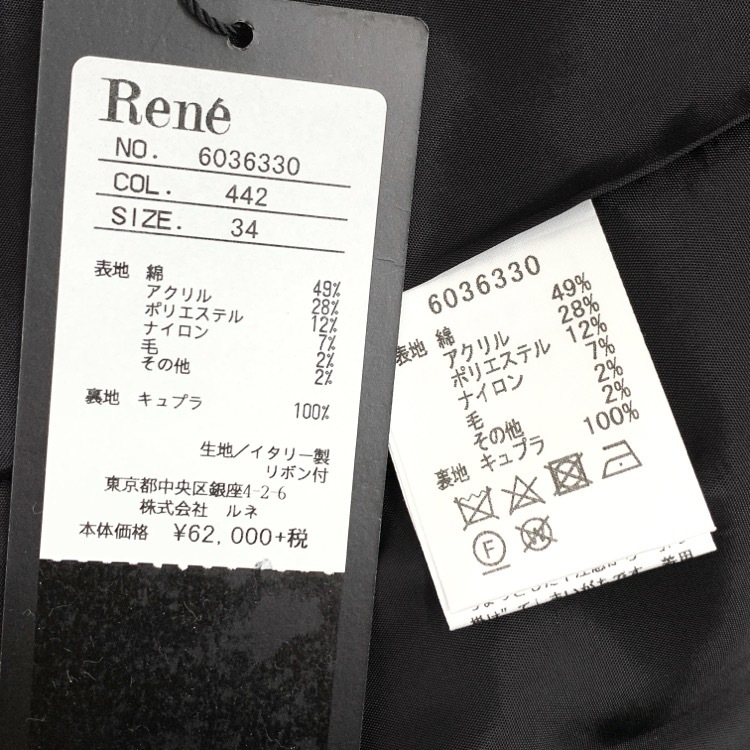 René
NO. 6036330
COL. 442
SIZE. 34
表地 綿 49%
アクリル 28%
ポリエステル 12%
ナイロン 7%
毛 2%
その他 2%
裏地 キュプラ 100%
生地/イタリー製
リボン付
東京都中央区銀座4-2-6
株式会社 ルネ
本体価格 ¥62,000+税
6036330
表地 綿 49%
アクリル 28%
ポリエステル 12%
ナイロン 7%
毛 2%
その他 2%
裏地 キュプラ 100%
F
W